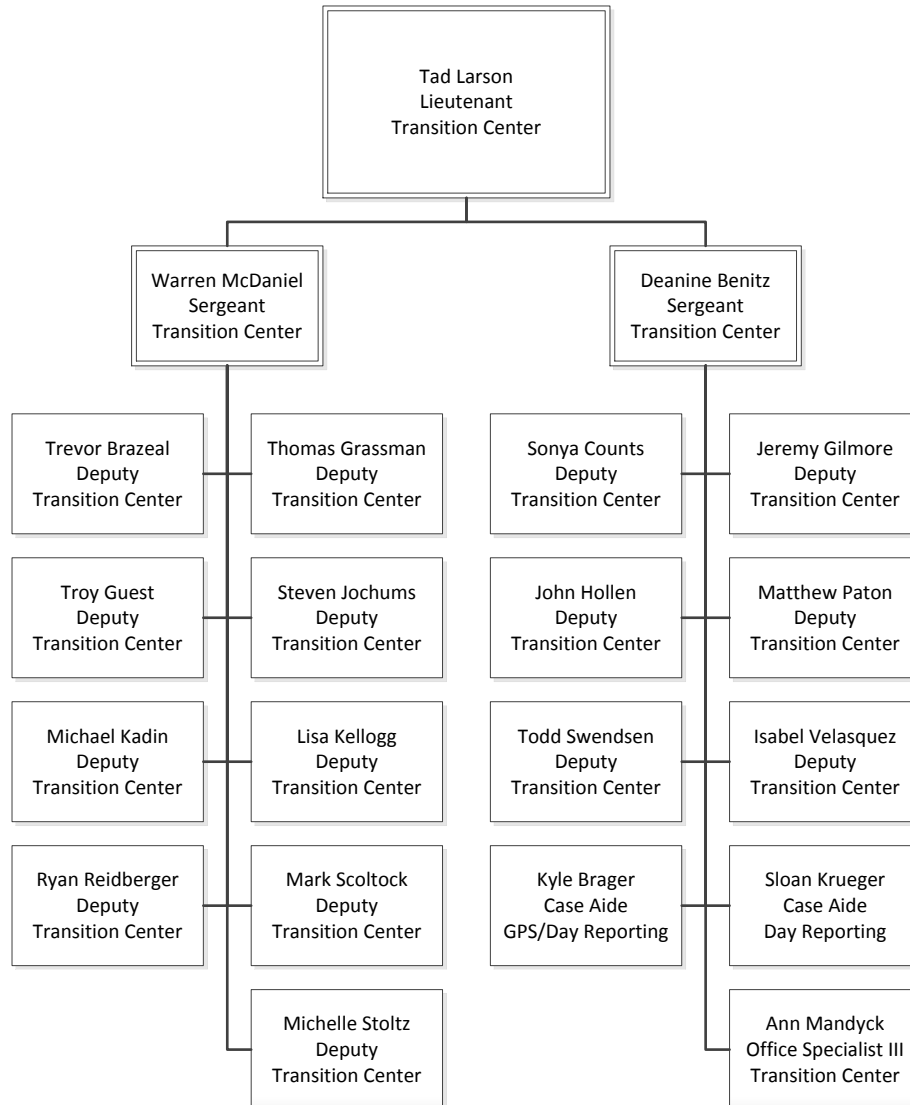 Tad Larson
Lieutenant
Transition Center
Warren McDaniel
Sergeant
Transition Center
Deanine Benitz
Sergeant
Transition Center
Trevor Brazeal
Deputy
Transition Center
Thomas Grassman
Deputy
Transition Center
Sonya Counts
Deputy
Transition Center
Jeremy Gilmore
Deputy
Transition Center
Troy Guest
Deputy
Transition Center
Steven Jochums
Deputy
Transition Center
John Hollen
Deputy
Transition Center
Matthew Paton
Deputy
Transition Center
Michael Kadin
Deputy
Transition Center
Lisa Kellogg
Deputy
Transition Center
Todd Swendsen
Deputy
Transition Center
Isabel Velasquez
Deputy
Transition Center
Ryan Reidberger
Deputy
Transition Center
Mark Scoltock
Deputy
Transition Center
Kyle Brager
Case Aide
GPS/Day Reporting
Sloan Krueger
Case Aide
Day Reporting
Michelle Stoltz
Deputy
Transition Center
Ann Mandyck
Office Specialist III
Transition Center